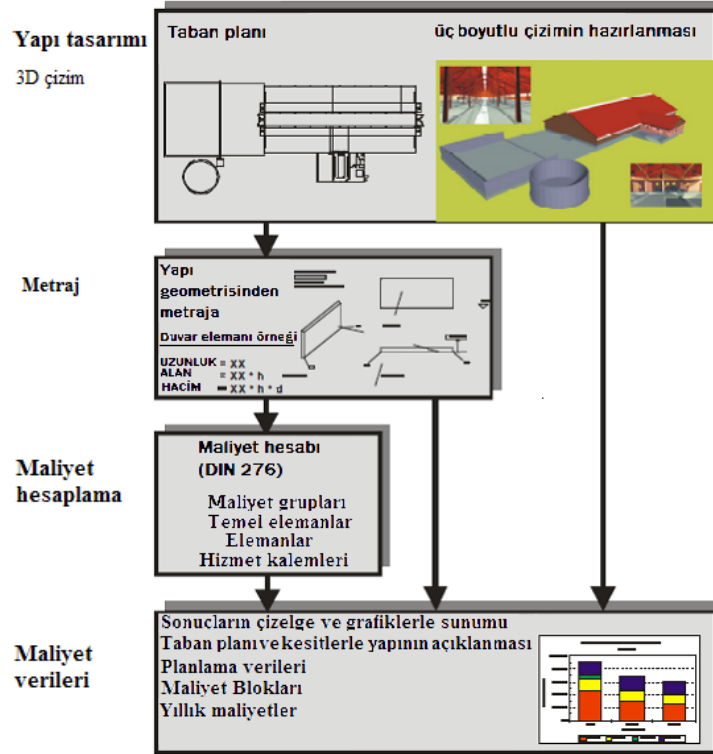 Yapı tasarımı
3D çizim
Taban planı
üç boyutlu çizimin hazırlanması
Metraj
Yapı
geometrisinden
metraja
Duvar elemanı örneği
UZUNLUK = XX
ALAN = XX * h
HACİM = XX * h * d
Maliyet
hesaplama
Maliyet hesabı
(DIN 276)
Maliyet grupları
Temel elemanlar
Elemanlar
Hizmet kalemleri
Maliyet
verileri
Sonuçların çizelge ve grafiklerle sunumu
Taban planı ve kesitlerle yapının açıklanması
Planlama verileri
Maliyet Blokları
Yıllık maliyetler